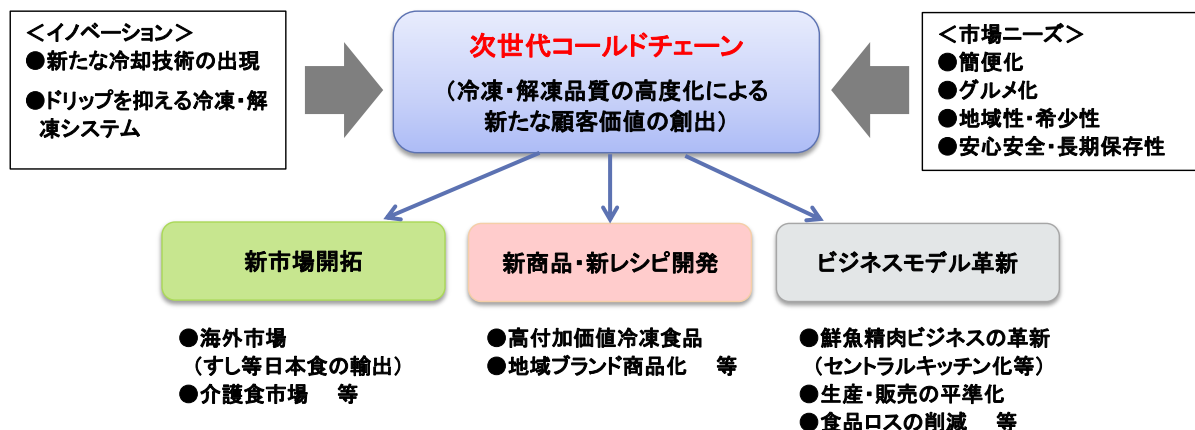 ＜イノベーション＞
●新たな冷却技術の出現
●ドリップを抑える冷凍・解
凍システム
次世代コールドチェーン
（冷凍・解凍品質の高度化による
新たな顧客価値の創出）
＜市場ニーズ＞
●簡便化
●グルメ化
●地域性・希少性
●安心安全・長期保存性
新市場開拓
●海外市場
（すし等日本食の輸出）
●介護食市場　等
新商品・新レシピ開発
●高付加価値冷凍食品
●地域ブランド商品化　等
ビジネスモデル革新
●鮮魚精肉ビジネスの革新
（セントラルキッチン化等）
●生産・販売の平準化
●食品ロスの削減　等